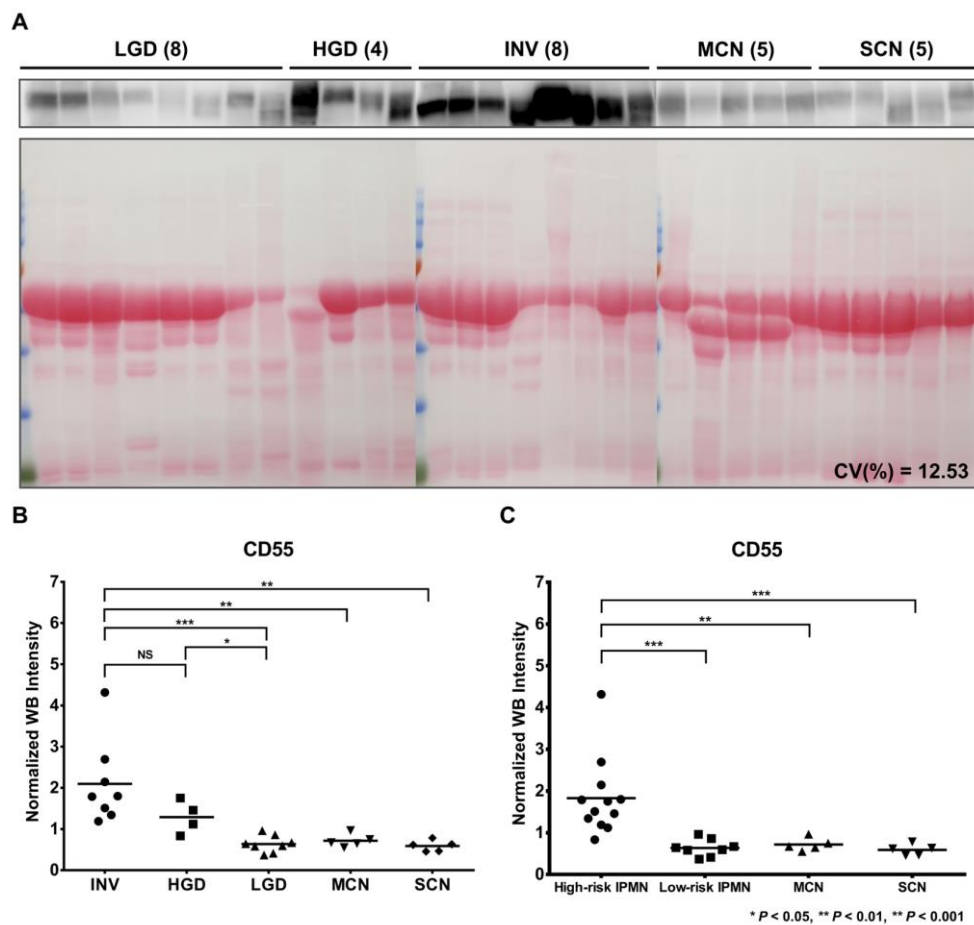 A
LGD (8) HGD (4) INV (8) MCN (5) SCN (5)
CV(%) = 12.53
B
CD55
Normalized WB Intensity
7
6
5
4
3
2
1
0
**
**
***
*
NS
INV HGD LGD MCN SCN
C
CD55
Normalized WB Intensity
7
6
5
4
3
2
1
0
***
**
***
High-risk IPMN Low-risk IPMN MCN SCN
* P < 0.05, ** P < 0.01, ** P < 0.001